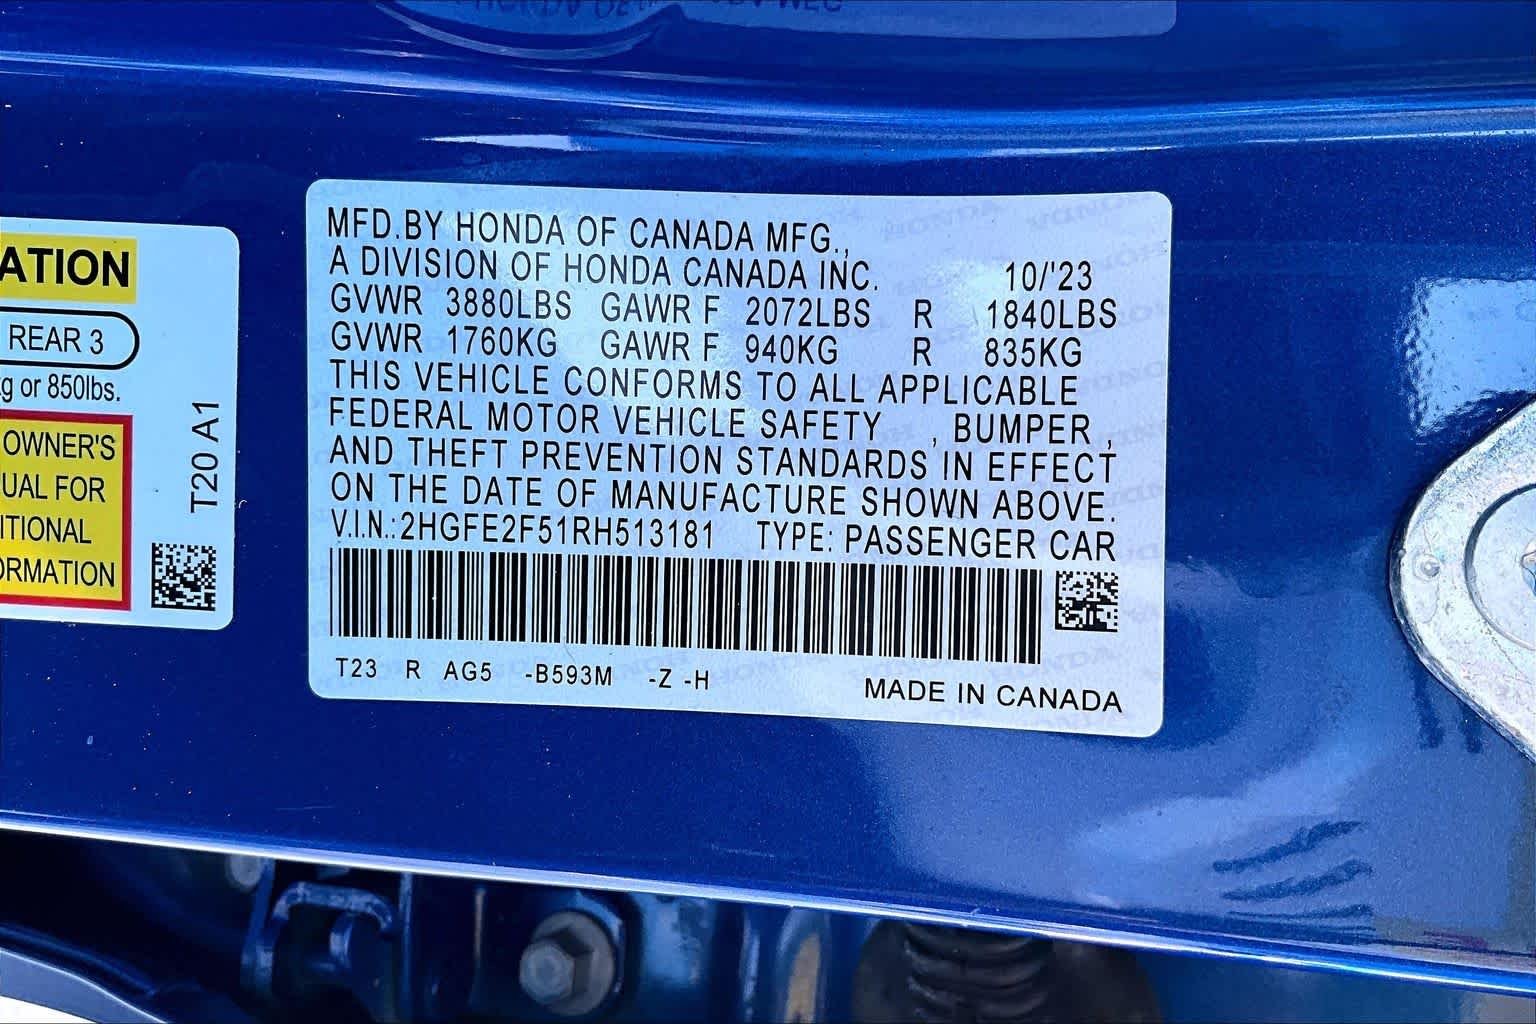 ATION
REAR 3
kg or 850lbs.
OWNER'S
UAL FOR
ITIONAL
ORMATION
T20 A1
MFD.BY HONDA OF CANADA MFG.,
A DIVISION OF HONDA CANADA INC. 10/'23
GVWR 3880LBS GAWR F 2072LBS R 1840LBS
GVWR 1760KG GAWR F 940KG R 835KG
THIS VEHICLE CONFORMS TO ALL APPLICABLE
FEDERAL MOTOR VEHICLE SAFETY , BUMPER ,
AND THEFT PREVENTION STANDARDS IN EFFECT
ON THE DATE OF MANUFACTURE SHOWN ABOVE.
V.I.N.:2HGFE2F51RH513181 TYPE: PASSENGER CAR
T23 R AG5 -B593M -Z -H
MADE IN CANADA